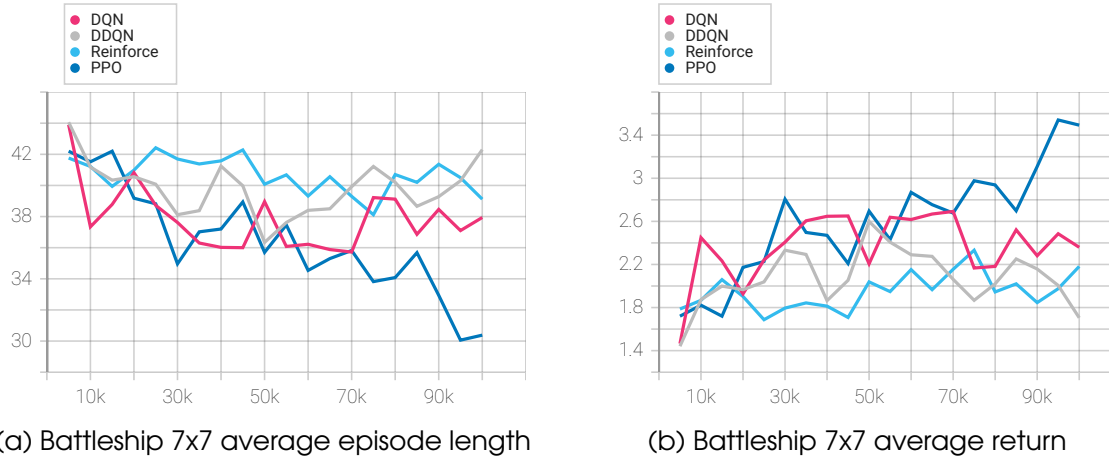 DQN
DDQN
Reinforce
PPO
42
38
34
30
10k 30k 50k 70k 90k
(a) Battleship 7x7 average episode length
DQN
DDQN
Reinforce
PPO
3.4
3
2.6
2.2
1.8
1.4
10k 30k 50k 70k 90k
(b) Battleship 7x7 average return